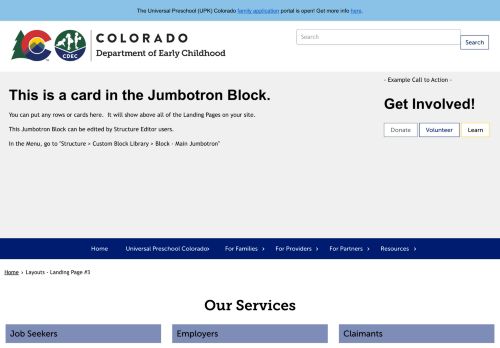 The Universal Preschool (UPK) Colorado family application portal is open! Get more info here.
COLORADO
Department of Early Childhood
CDEC
Search
Search
This is a card in the Jumbotron Block.
You can put any rows or cards here. It will show above all of the Landing Pages on your site.
This Jumbotron Block can be edited by Structure Editor users.
In the Menu, go to "Structure > Custom Block Library > Block - Main Jumbotron"
- Example Call to Action -
Get Involved!
Donate Volunteer Learn
Home Universal Preschool Colorado› For Families › For Providers › For Partners › Resources ›
Home › Layouts - Landing Page #3
Our Services
Job Seekers Employers Claimants